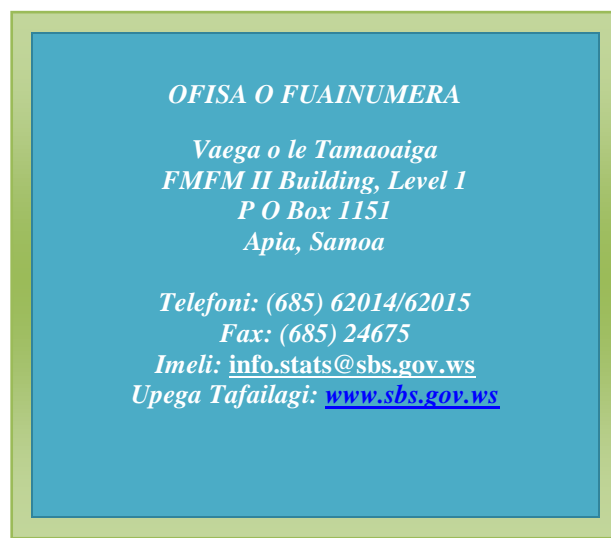 OFISA O FUAINUMERA
Vaega o le Tamaoaiga
FMFM II Building, Level 1
P O Box 1151
Apia, Samoa
Telefoni: (685) 62014/62015
Fax: (685) 24675
Imeli: info.stats@sbs.gov.ws
Upega Tafailagi: www.sbs.gov.ws